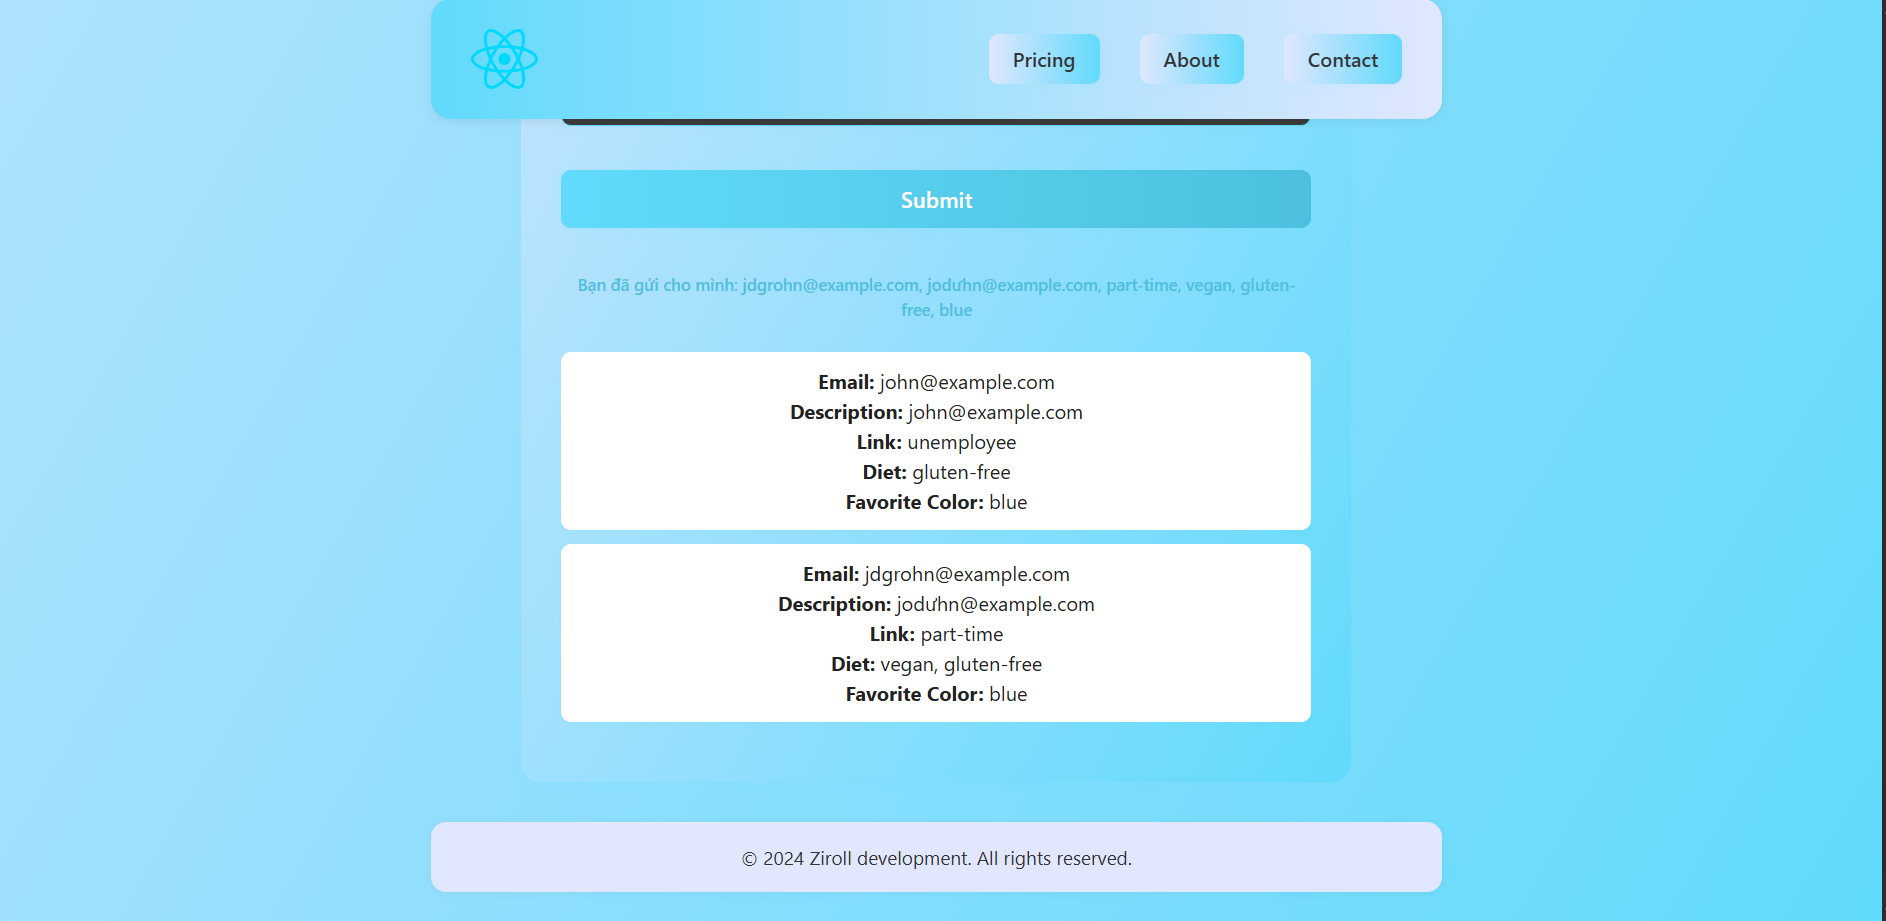 Pricing
About
Contact
Submit
Bạn đã gửi cho mình: jdgrohn@example.com, jodưhn@example.com, part-time, vegan, gluten-
free, blue
Email: john@example.com
Description: john@example.com
Link: unemployee
Diet: gluten-free
Favorite Color: blue
Email: jdgrohn@example.com
Description: jodưhn@example.com
Link: part-time
Diet: vegan, gluten-free
Favorite Color: blue
© 2024 Ziroll development. All rights reserved.